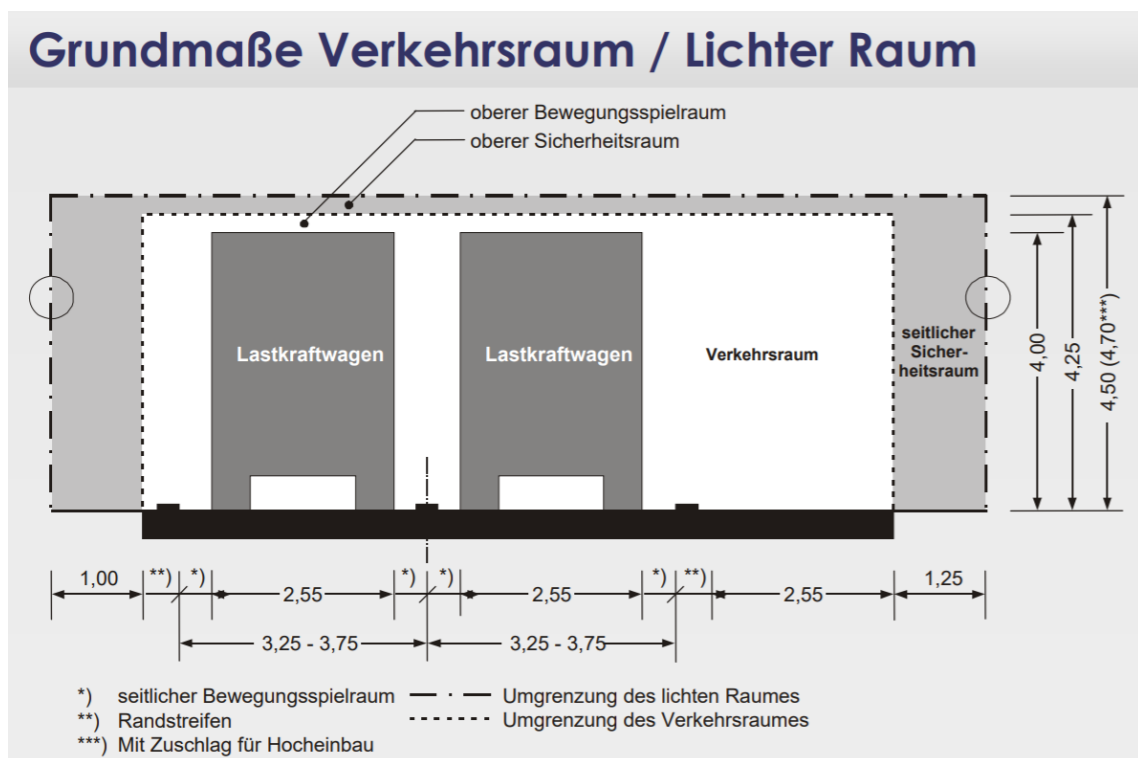 Grundmaße Verkehrsraum / Lichter Raum
oberer Bewegungsspielraum
oberer Sicherheitsraum
Lastkraftwagen
Lastkraftwagen
Verkehrsraum
seitlicher
Sicher-
heitsraum
4,00
4,25
4,50 (4,70***)
1,00
**)
*)
2,55
*)
*)
2,55
*)
**)
2,55
1,25
3,25 - 3,75
3,25 - 3,75
*) seitlicher Bewegungsspielraum
Umgrenzung des lichten Raumes
**) Randstreifen
Umgrenzung des Verkehrsraumes
***) Mit Zuschlag für Hocheinbau